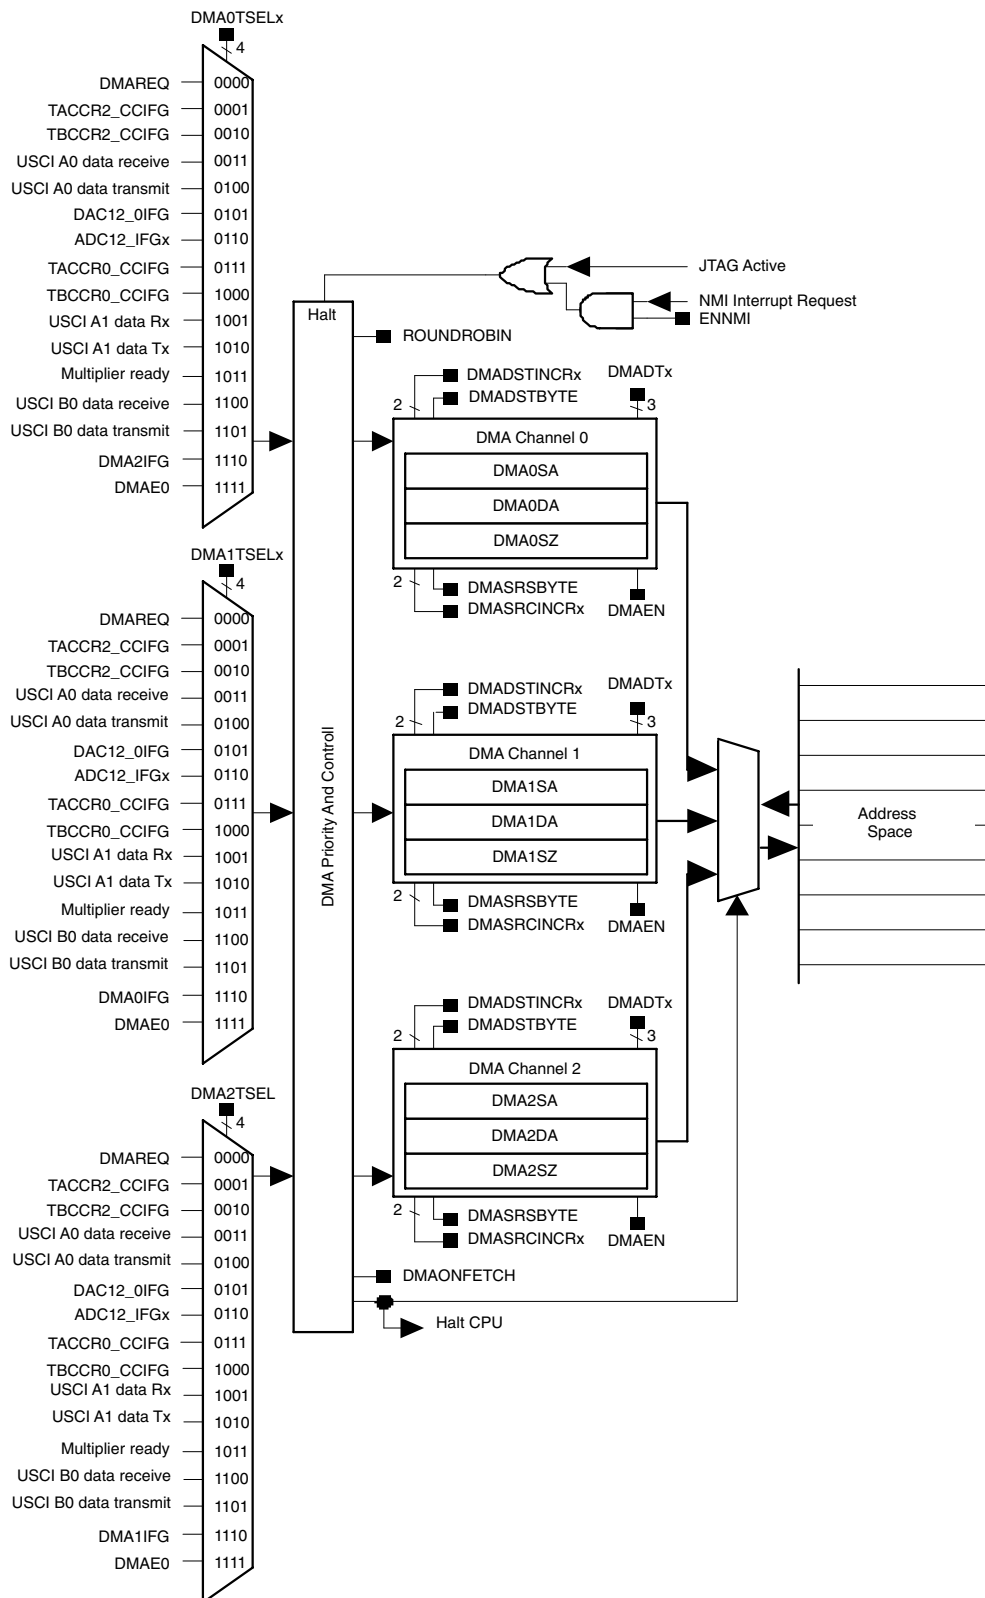 DMA0TSELx
4
DMAREQ 0000
TACCR2_CCIFG 0001
TBCCR2_CCIFG 0010
USCI A0 data receive 0011
USCI A0 data transmit 0100
DAC12_0IFG 0101
ADC12_IFGx 0110
TACCR0_CCIFG 0111
TBCCR0_CCIFG 1000
USCI A1 data Rx 1001
USCI A1 data Tx 1010
Multiplier ready 1011
USCI B0 data receive 1100
USCI B0 data transmit 1101
DMA2IFG 1110
DMAE0 1111
DMA1TSELx
4
DMAREQ 0000
TACCR2_CCIFG 0001
TBCCR2_CCIFG 0010
USCI A0 data receive 0011
USCI A0 data transmit 0100
DAC12_0IFG 0101
ADC12_IFGx 0110
TACCR0_CCIFG 0111
TBCCR0_CCIFG 1000
USCI A1 data Rx 1001
USCI A1 data Tx 1010
Multiplier ready 1011
USCI B0 data receive 1100
USCI B0 data transmit 1101
DMA0IFG 1110
DMAE0 1111
DMA2TSEL
4
DMAREQ 0000
TACCR2_CCIFG 0001
TBCCR2_CCIFG 0010
USCI A0 data receive 0011
USCI A0 data transmit 0100
DAC12_0IFG 0101
ADC12_IFGx 0110
TACCR0_CCIFG 0111
TBCCR0_CCIFG 1000
USCI A1 data Rx 1001
USCI A1 data Tx 1010
Multiplier ready 1011
USCI B0 data receive 1100
USCI B0 data transmit 1101
DMA1IFG 1110
DMAE0 1111
Halt
DMA Priority And Controll
JTAG Active
NMI Interrupt Request
ENNMI
ROUNDROBIN
DMADSTINCRx
DMADSTBYTE
2
DMADTx
3
DMA Channel 0
DMA0SA
DMA0DA
DMA0SZ
2
DMASRSBYTE
DMASRCINCRx
DMAEN
DMADSTINCRx
DMADSTBYTE
2
DMADTx
3
DMA Channel 1
DMA1SA
DMA1DA
DMA1SZ
2
DMASRSBYTE
DMASRCINCRx
DMAEN
DMADSTINCRx
DMADSTBYTE
2
DMADTx
3
DMA Channel 2
DMA2SA
DMA2DA
DMA2SZ
2
DMASRSBYTE
DMASRCINCRx
DMAEN
DMAONFETCH
Halt CPU
Address
Space